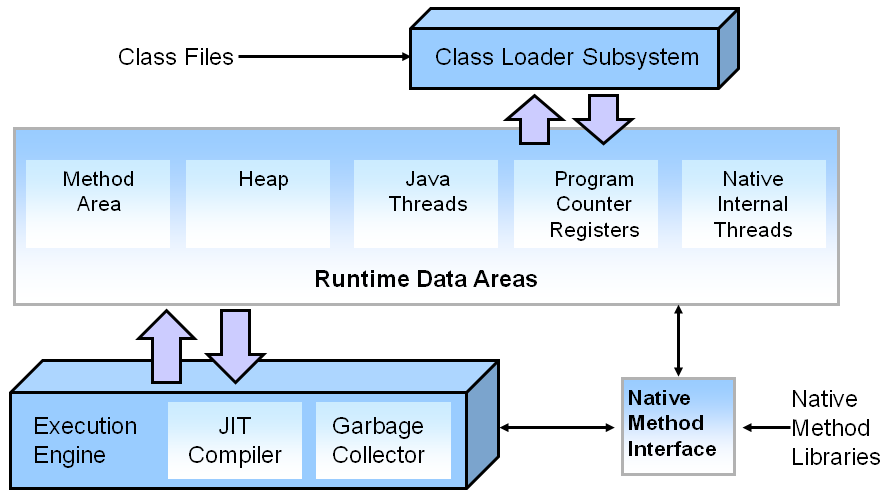 Class Files
Class Loader Subsystem
Method
Area
Heap
Java
Threads
Program
Counter
Registers
Native
Internal
Threads
Runtime Data Areas
Execution
Engine
JIT
Compiler
Garbage
Collector
Native
Method
Interface
Native
Method
Libraries